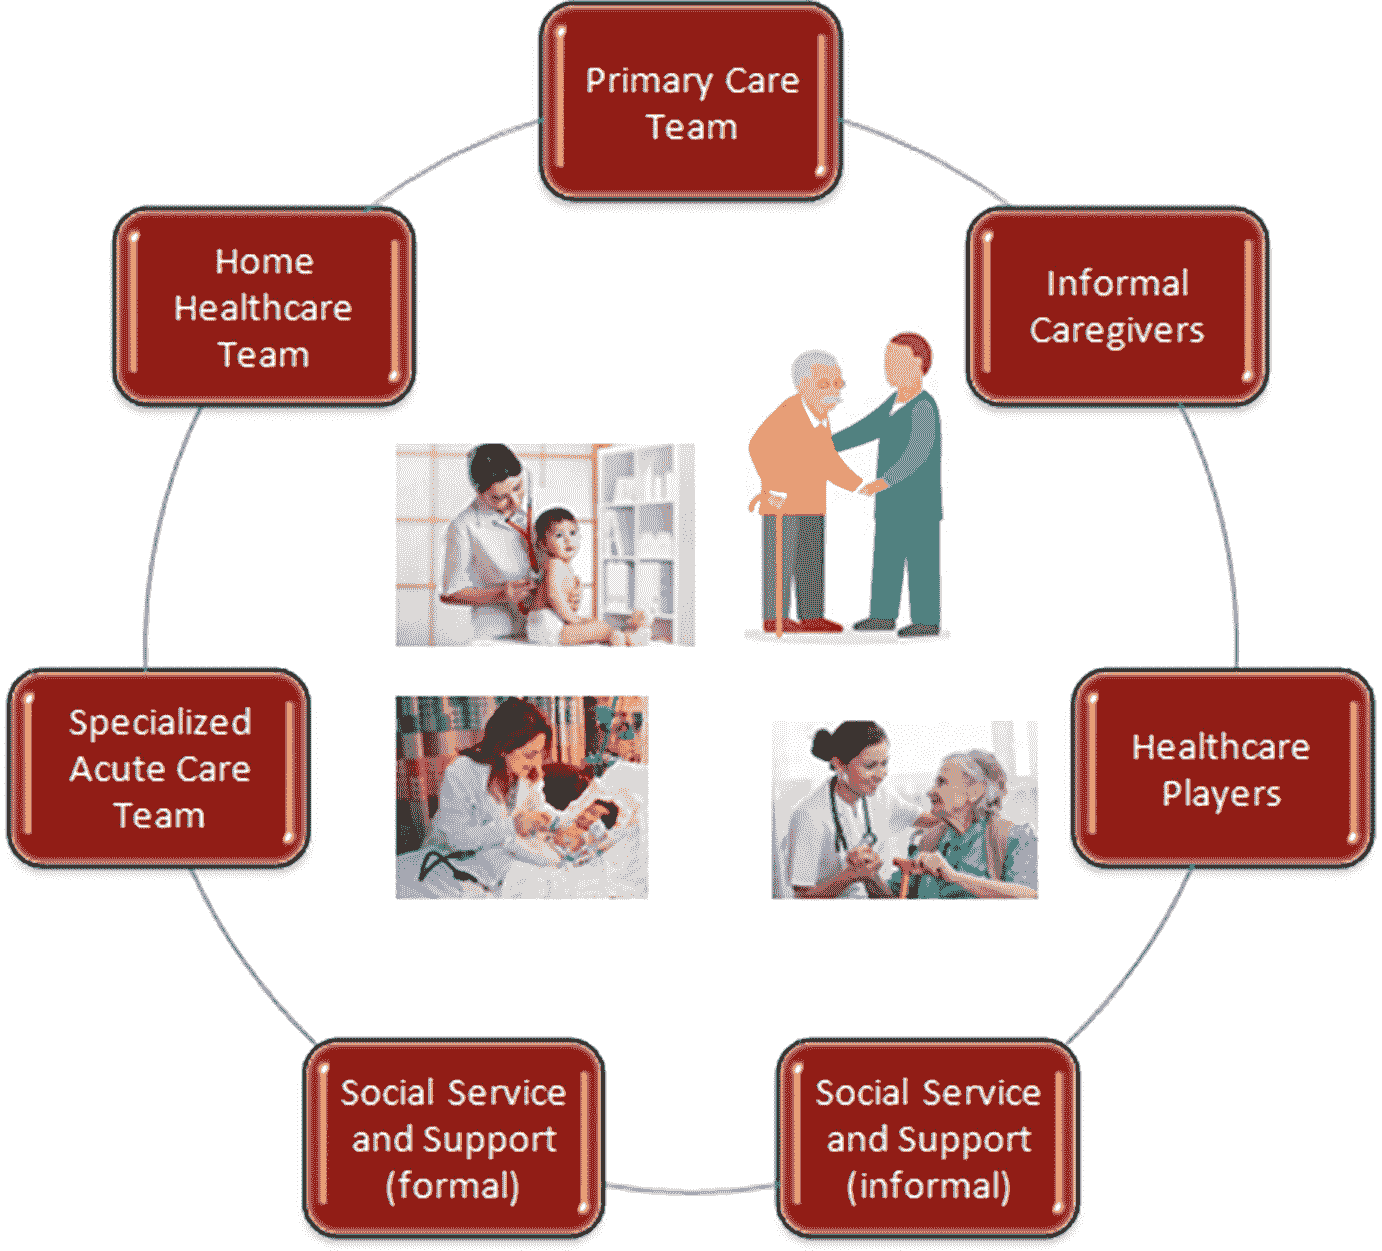 Primary Care
Team
Informal
Caregivers
Healthcare
Players
Social Service
and Support
(informal)
Social Service
and Support
(formal)
Specialized
Acute Care
Team
Home
Healthcare
Team